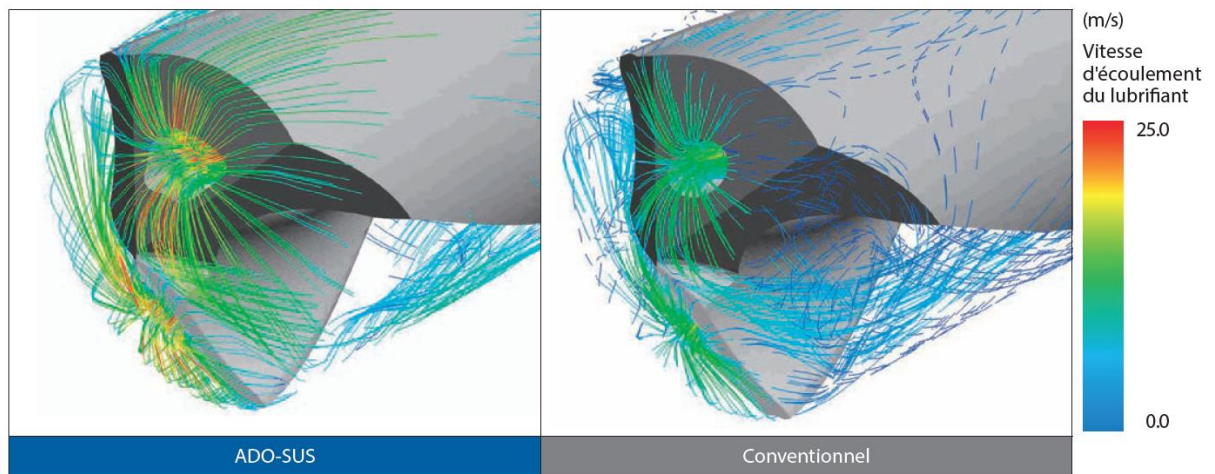 (m/s)
Vitesse
d'écoulement
du lubrifiant
25.0
0.0
ADO-SUS
Conventionnel